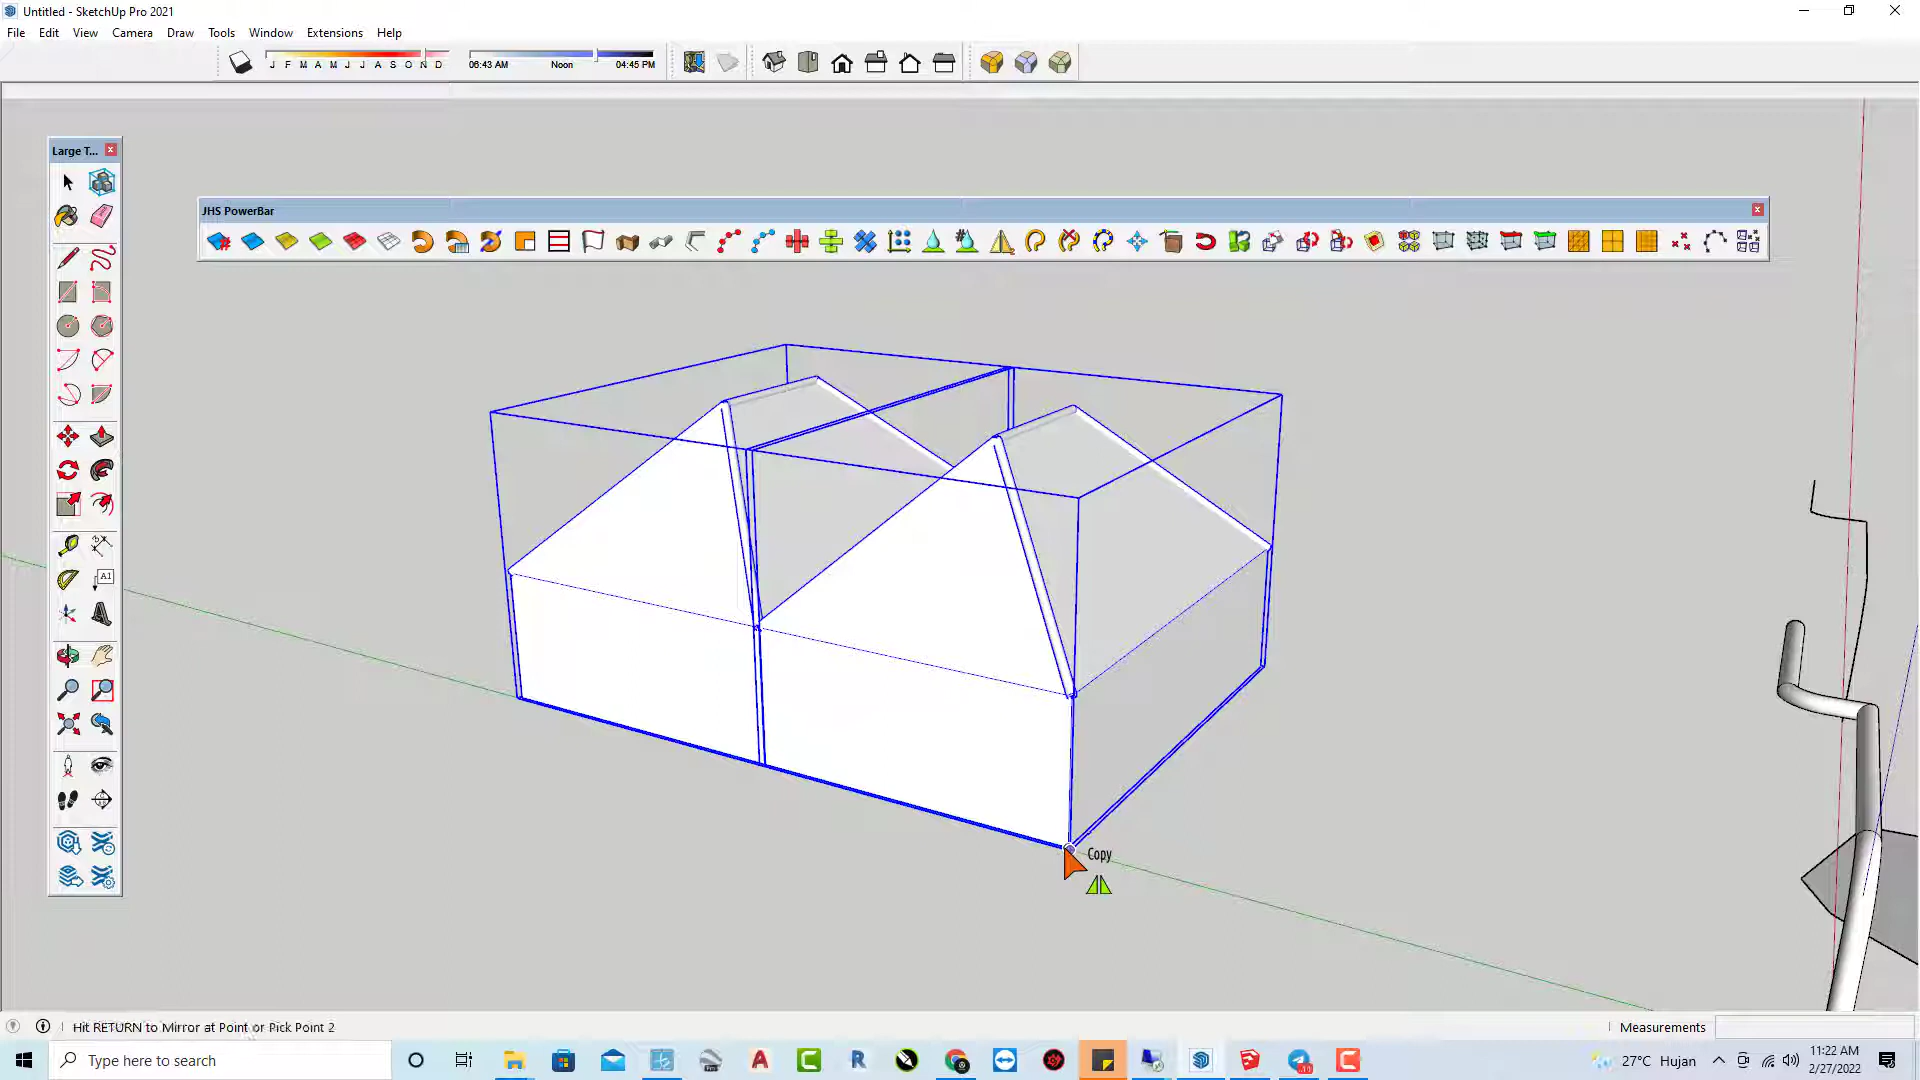 Untitled - SketchUp Pro 2021
File Edit View Camera Draw Tools Window Extensions Help
J F M A M J J A S O N D 06:43 AM Noon 04:45 PM
Large T...
JHS PowerBar
A1
Copy
Hit RETURN to Mirror at Point or Pick Point 2
Measurements
Type here to search
27°C Hujan
11:22 AM
2/27/2022